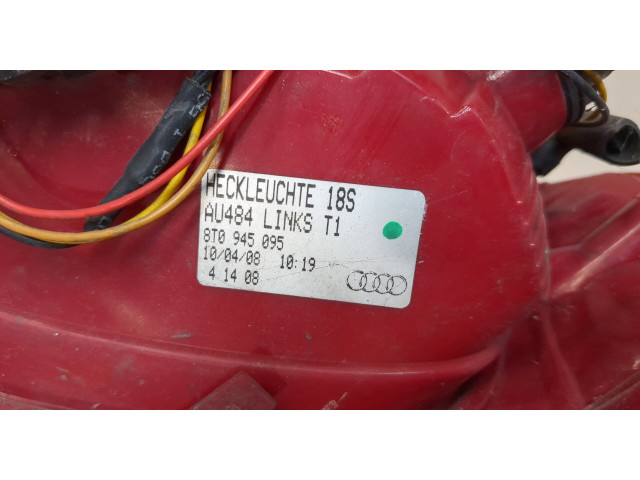 HECKLEUCHTE 18S
AU484 LINKS T1
8T0 945 095
10/04/08 10:19
4 14 08